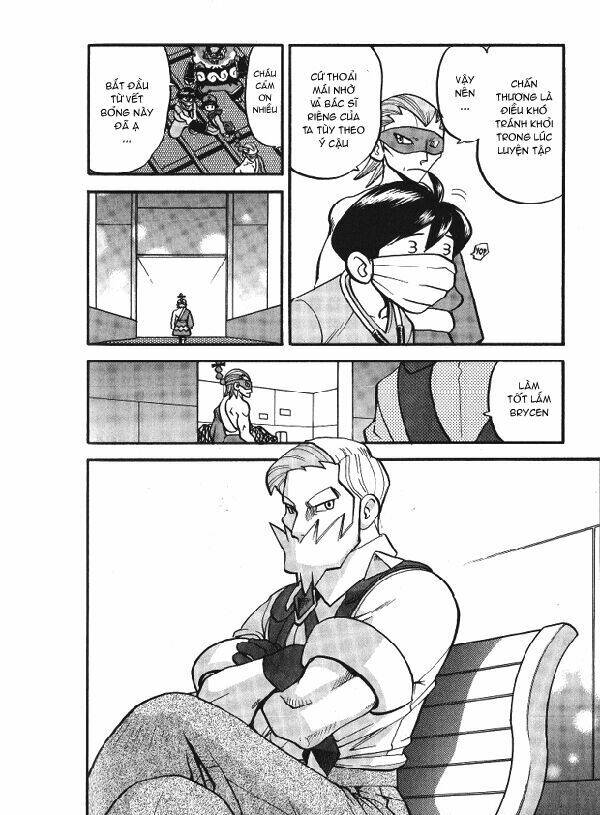 CHẤN
THƯƠNG LÀ
ĐIỀU KHÓ
TRÁNH KHỎI
TRONG LÚC
LUYỆN TẬP
VẬY
NÊN
...
CỨ THOẢI
MÁI NHỜ
VẢ BÁC SĨ
RIÊNG CỦA
TA TÙY THEO
Ý CẬU
CHÁU
CẢM
ƠN
NHIỀU
BẮT ĐẦU
TỪ VẾT
BỎNG NÀY
ĐÃ Ạ
...
LÀM
TỐT LẮM
BRYCEN